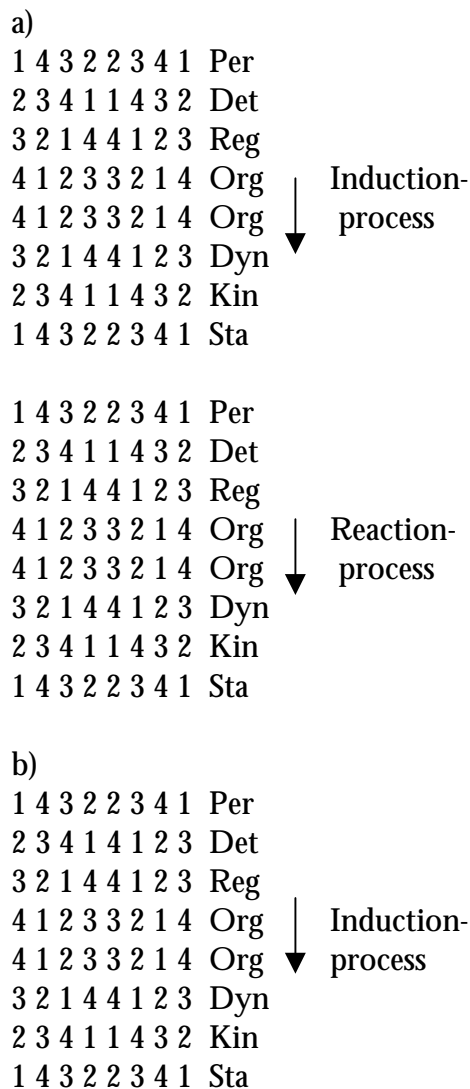 a)
1 4 3 2 2 3 4 1 Per
2 3 4 1 1 4 3 2 Det
3 2 1 4 4 1 2 3 Reg
4 1 2 3 3 2 1 4 Org Induction-
4 1 2 3 3 2 1 4 Org process
3 2 1 4 4 1 2 3 Dyn
2 3 4 1 1 4 3 2 Kin
1 4 3 2 2 3 4 1 Sta
1 4 3 2 2 3 4 1 Per
2 3 4 1 1 4 3 2 Det
3 2 1 4 4 1 2 3 Reg
4 1 2 3 3 2 1 4 Org Reaction-
4 1 2 3 3 2 1 4 Org process
3 2 1 4 4 1 2 3 Dyn
2 3 4 1 1 4 3 2 Kin
1 4 3 2 2 3 4 1 Sta
b)
1 4 3 2 2 3 4 1 Per
2 3 4 1 4 1 2 3 Det
3 2 1 4 4 1 2 3 Reg
4 1 2 3 3 2 1 4 Org Induction-
4 1 2 3 3 2 1 4 Org process
3 2 1 4 4 1 2 3 Dyn
2 3 4 1 1 4 3 2 Kin
1 4 3 2 2 3 4 1 Sta